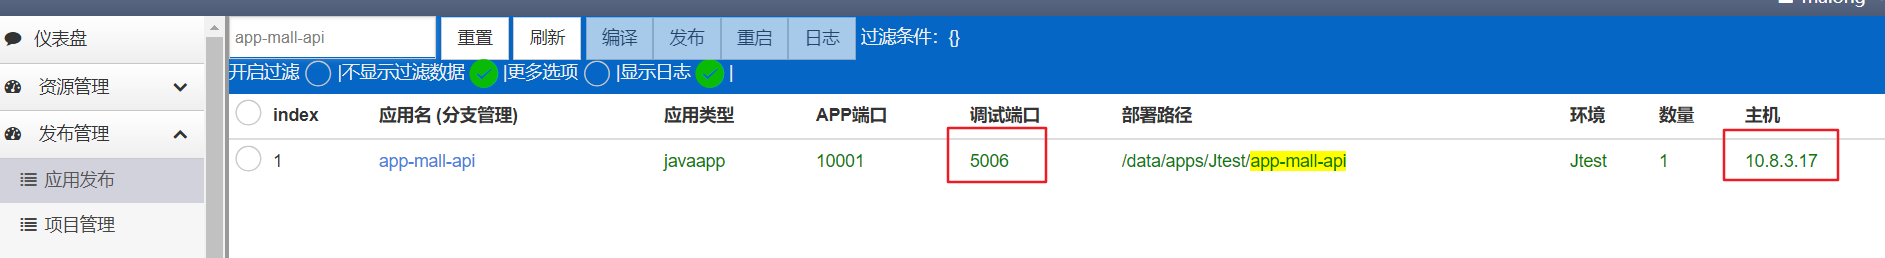 仪表盘
资源管理
发布管理
应用发布
项目管理
app-mall-api 重置 刷新 编译 发布 重启 日志 过滤条件: {}
开启过滤 |不显示过滤数据 |更多选项 |显示日志 |
index 应用名 (分支管理) 应用类型 APP端口 调试端口 部署路径 环境 数量 主机
1 app-mall-api javaapp 10001 5006 /data/apps/Jtest/app-mall-api Jtest 1 10.8.3.17